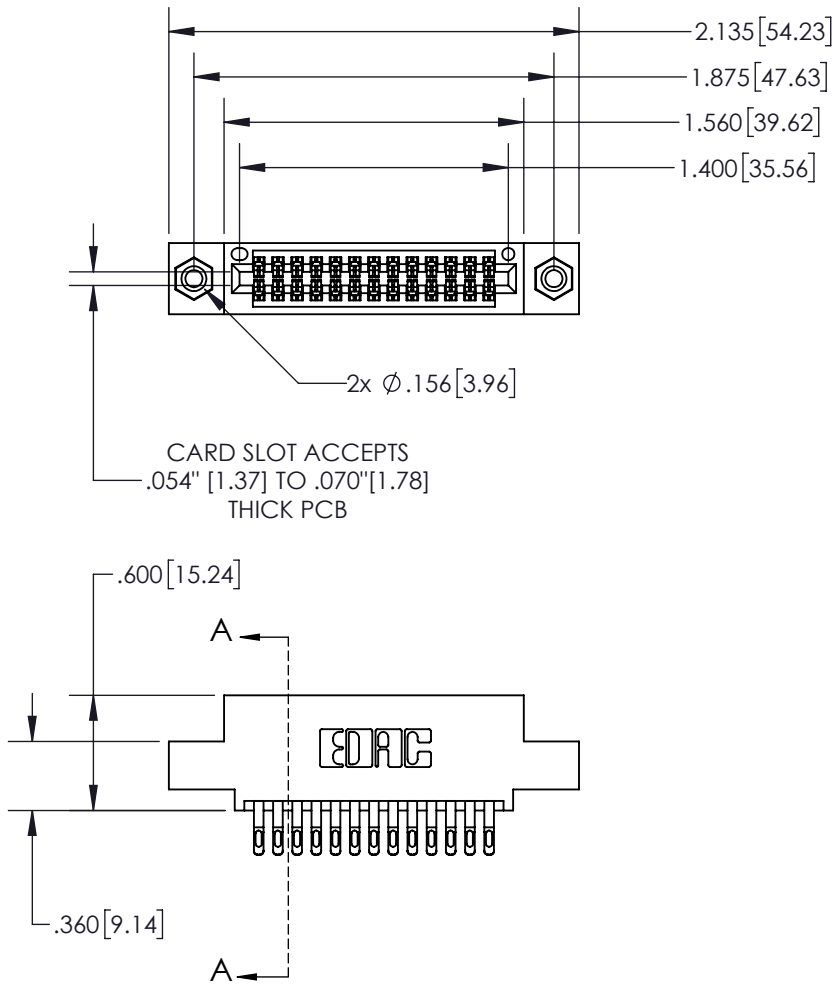 2.135[54.23]
1.875[47.63]
1.560[39.62]
1.400[35.56]
2x ∅.156[3.96]
CARD SLOT ACCEPTS
.054" [1.37] TO .070"[1.78]
THICK PCB
.600[15.24]
A
EDAC
.360[9.14]
A